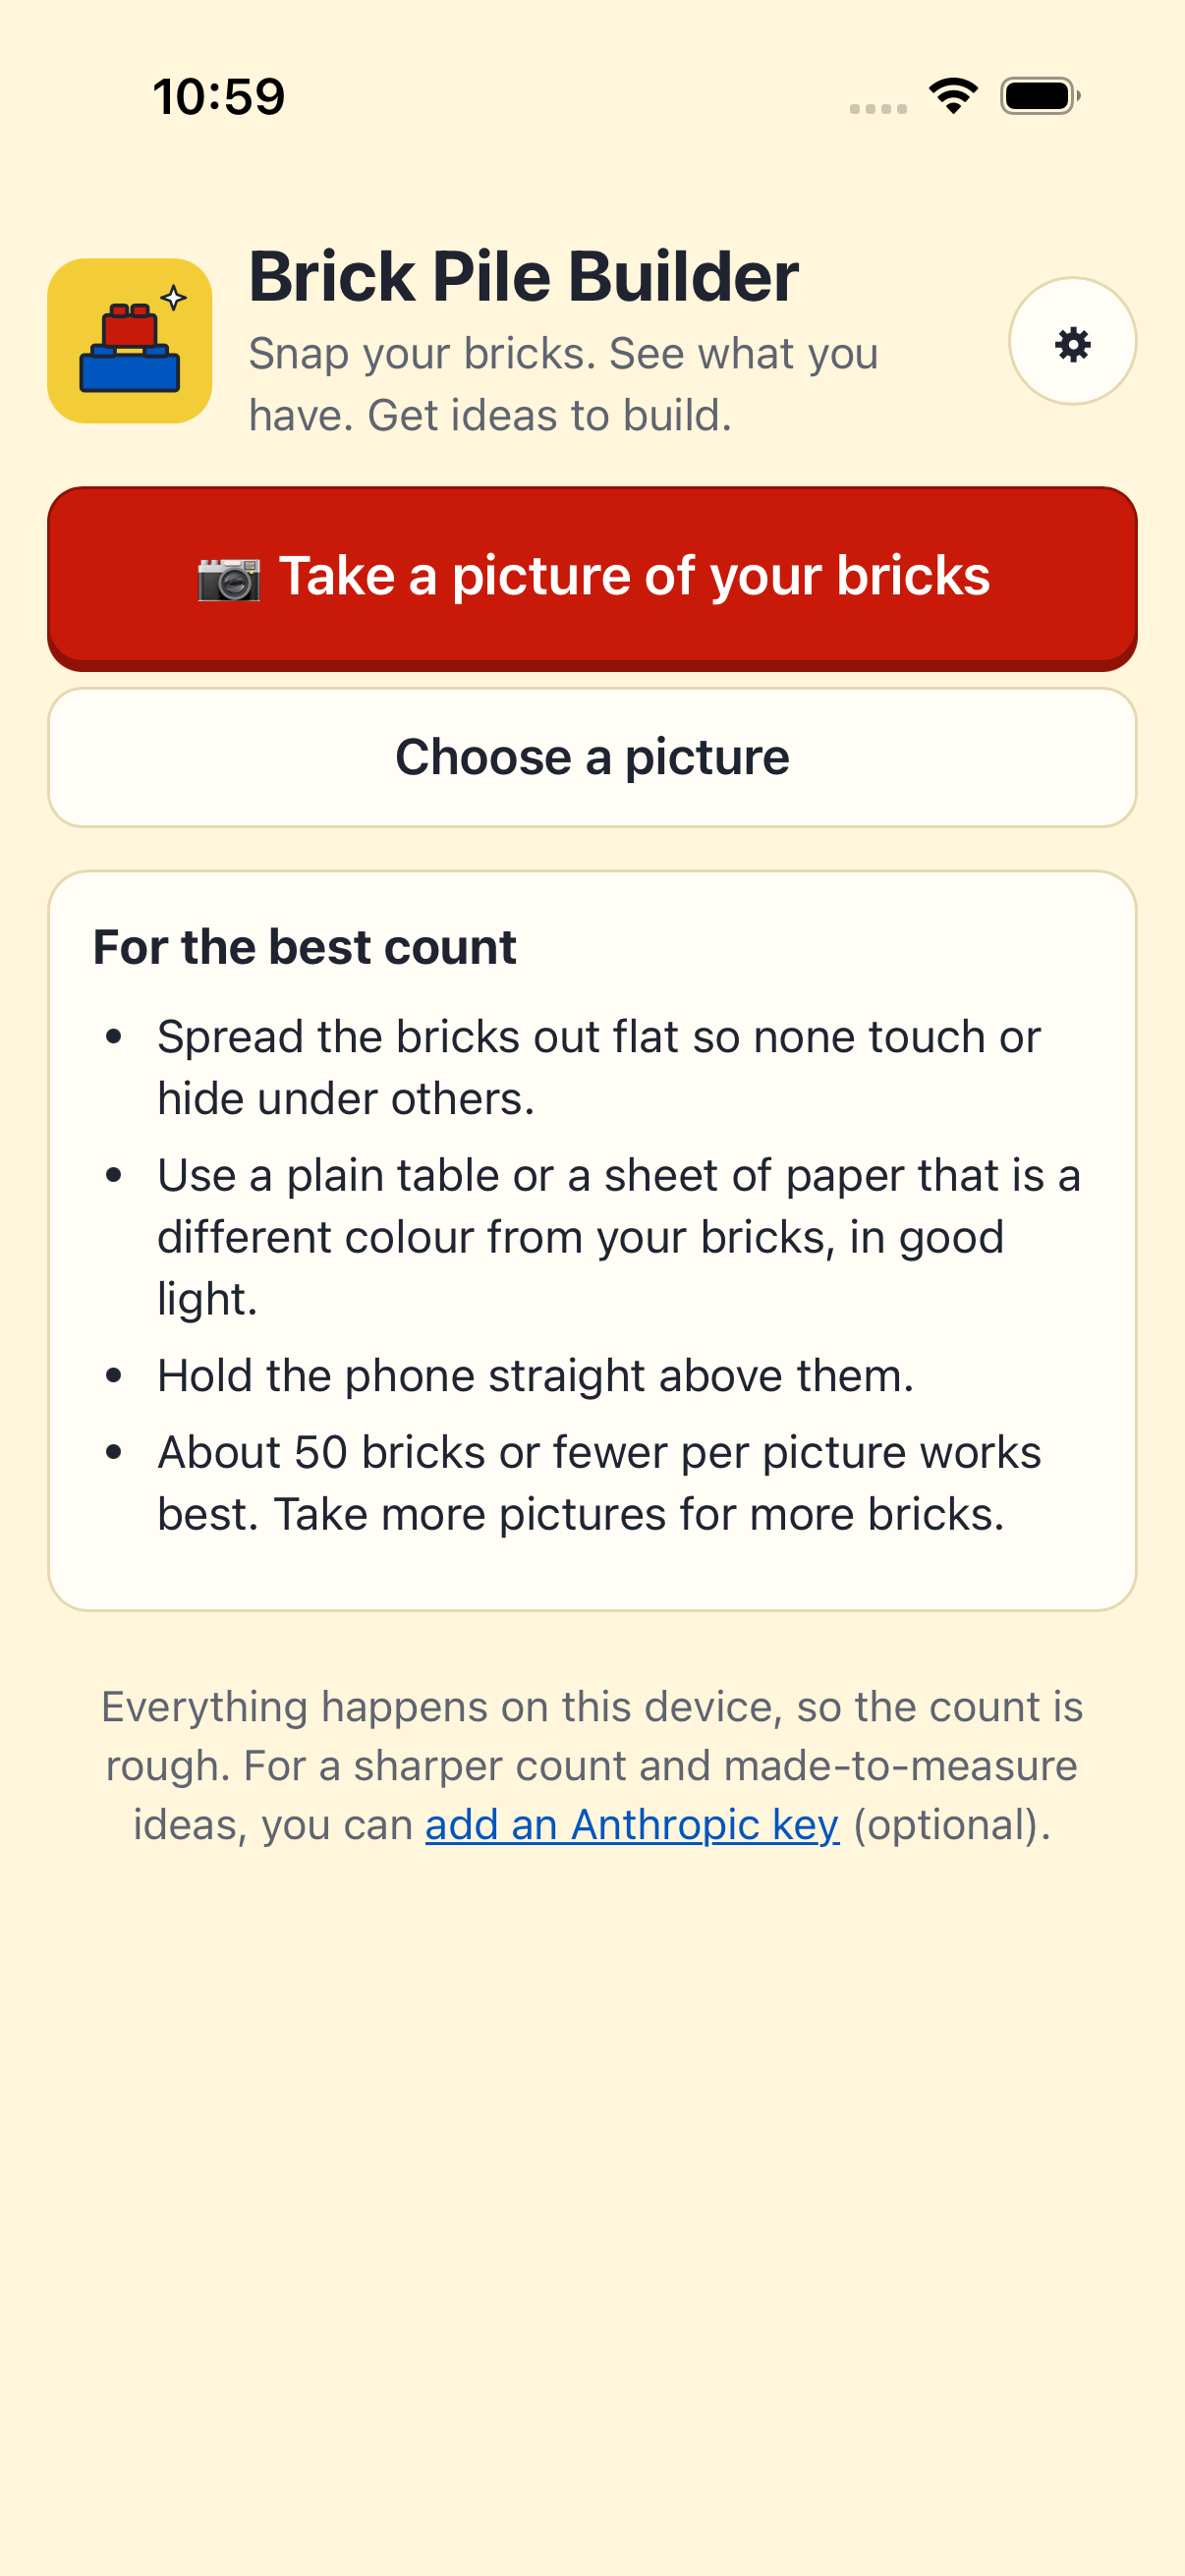 10:59
Brick Pile Builder
Snap your bricks. See what you
have. Get ideas to build.
Take a picture of your bricks
Choose a picture
For the best count
• Spread the bricks out flat so none touch or
hide under others.
• Use a plain table or a sheet of paper that is a
different colour from your bricks, in good
light.
• Hold the phone straight above them.
• About 50 bricks or fewer per picture works
best. Take more pictures for more bricks.
Everything happens on this device, so the count is
rough. For a sharper count and made-to-measure
ideas, you can add an Anthropic key (optional).